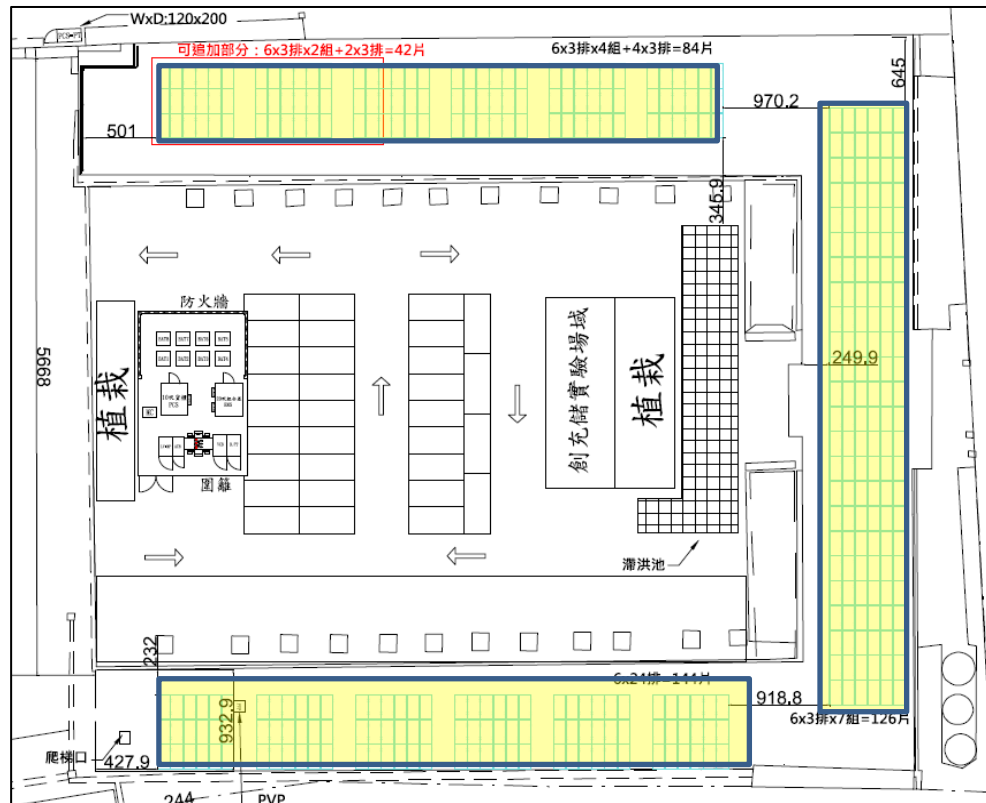 WxD:120x200
PCS-PT
可追加部分：6x3排x2組+2x3排=42片
6x3排x4組+4x3排=84片
645
970.2
501
345.9
防火牆
5668
植栽
創充儲實驗場域
植栽
249.9
圍籬
滯洪池
232
6x24排=144片
918.8
6x3排x7組=126片
932.9
爬梯口
427.9
244
PVP